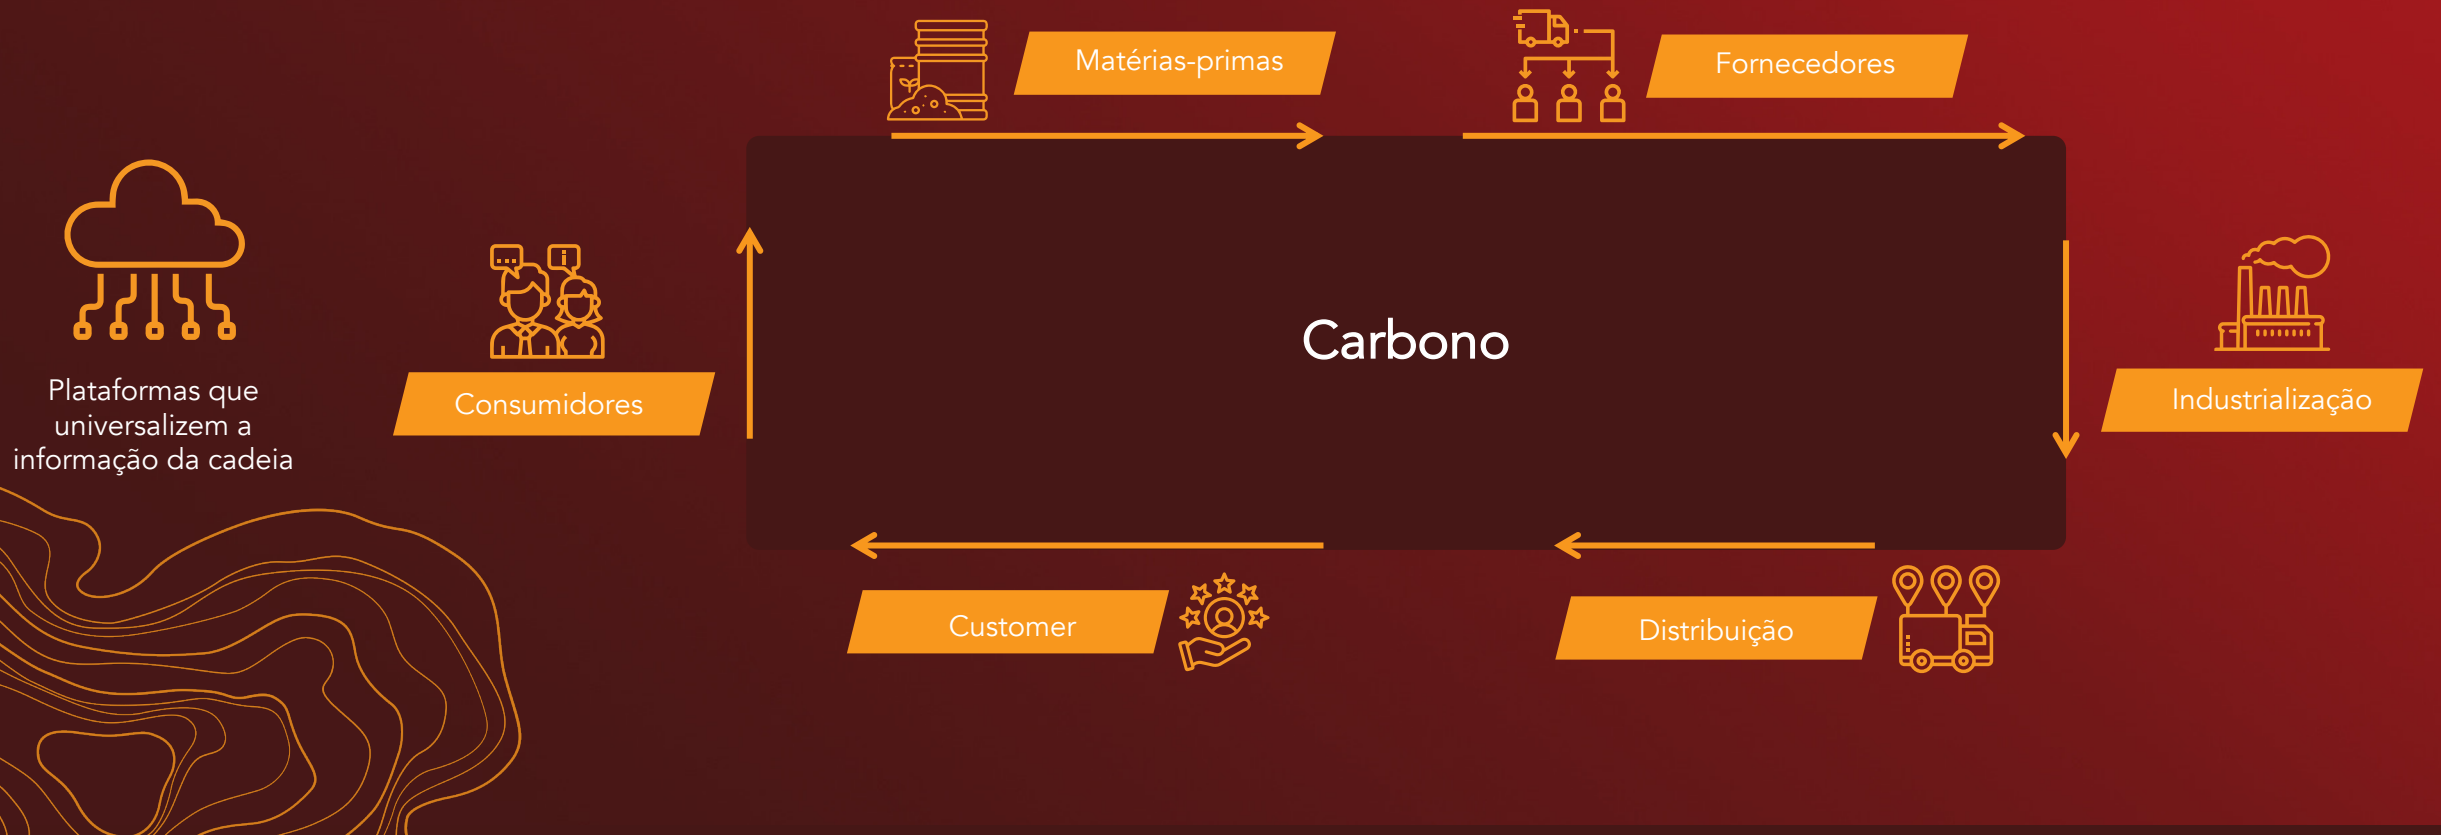 Matérias-primas
Fornecedores
Plataformas que
universalizem a
informação da cadeia
Consumidores
Carbono
Industrialização
Customer
Distribuição